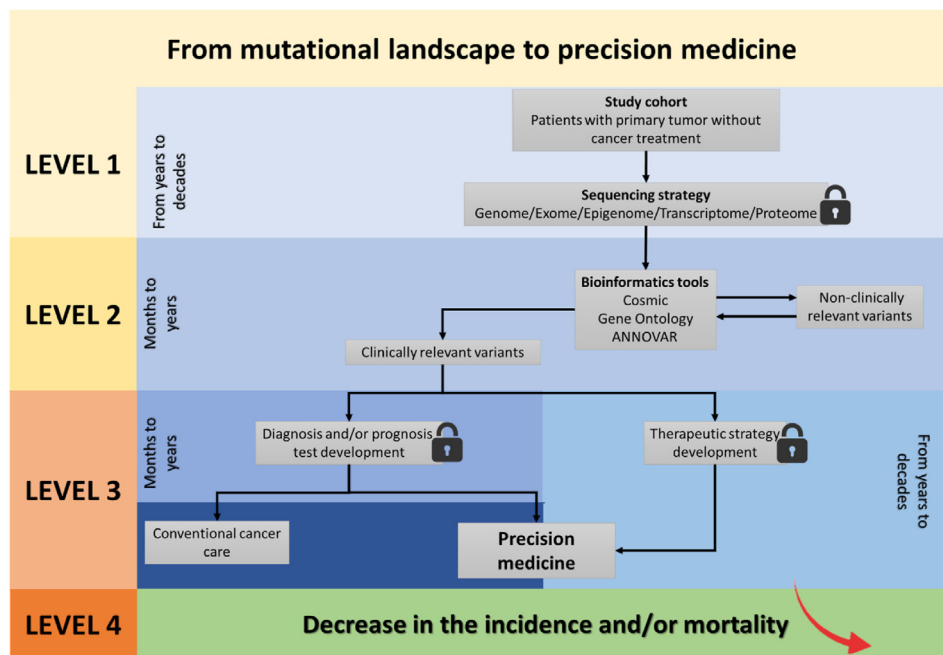 From mutational landscape to precision medicine
LEVEL 1
From years to
decades
Study cohort
Patients with primary tumor without
cancer treatment
Sequencing strategy
Genome/Exome/Epigenome/Transcriptome/Proteome
LEVEL 2
Months to
years
Bioinformatics tools
Cosmic
Gene Ontology
ANNOVAR
Non-clinically
relevant variants
Clinically relevant variants
LEVEL 3
Months to
years
Diagnosis and/or prognosis
test development
Therapeutic strategy
development
From years to
decades
Conventional cancer
care
Precision
medicine
LEVEL 4
Decrease in the incidence and/or mortality